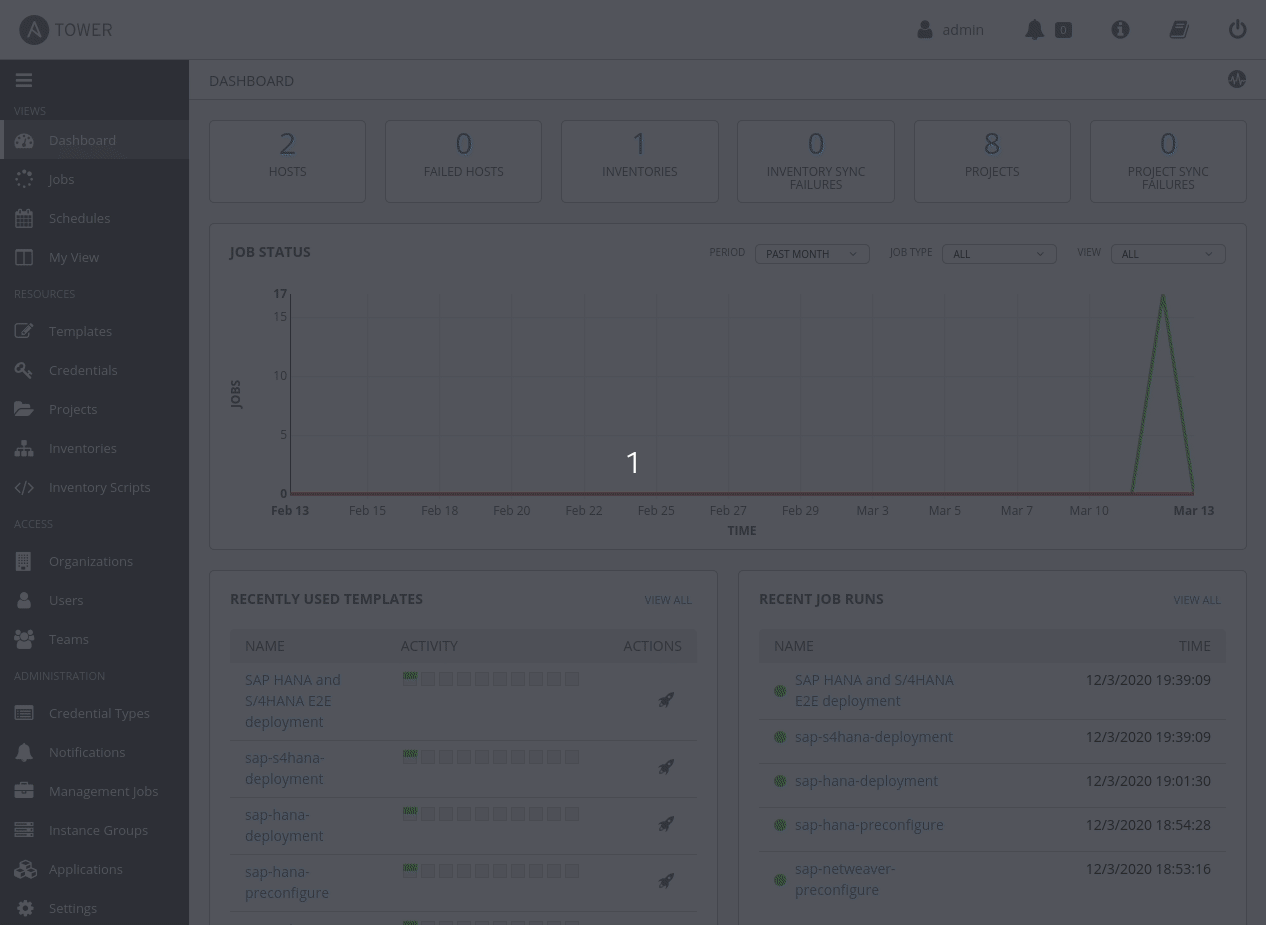 TOWER
admin
0
DASHBOARD
VIEWS
Dashboard
Jobs
Schedules
My View
RESOURCES
Templates
Credentials
Projects
Inventories
Inventory Scripts
ACCESS
Organizations
Users
Teams
ADMINISTRATION
Credential Types
Notifications
Management Jobs
Instance Groups
Applications
Settings
2
HOSTS
0
FAILED HOSTS
1
INVENTORIES
0
INVENTORY SYNC
FAILURES
8
PROJECTS
0
PROJECT SYNC
FAILURES
JOB STATUS
PERIOD PAST MONTH JOB TYPE ALL VIEW ALL
17
15
10
5
0
JOBS
1
Feb 13 Feb 15 Feb 18 Feb 20 Feb 22 Feb 25 Feb 27 Feb 29 Mar 3 Mar 5 Mar 7 Mar 10 Mar 13
TIME
RECENTLY USED TEMPLATES VIEW ALL
NAME ACTIVITY ACTIONS
SAP HANA and
S/4HANA E2E
deployment
sap-s4hana-
deployment
sap-hana-
deployment
sap-hana-
preconfigure
RECENT JOB RUNS VIEW ALL
NAME TIME
SAP HANA and S/4HANA 12/3/2020 19:39:09
E2E deployment
sap-s4hana-deployment 12/3/2020 19:39:09
sap-hana-deployment 12/3/2020 19:01:30
sap-hana-preconfigure 12/3/2020 18:54:28
sap-netweaver- 12/3/2020 18:53:16
preconfigure